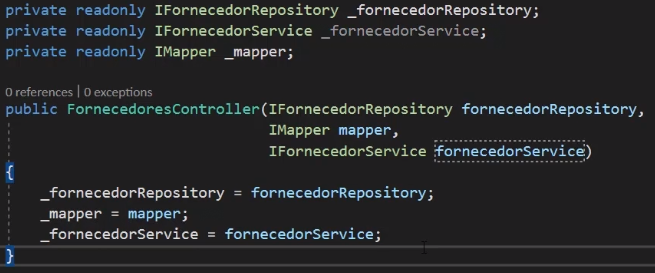 private readonly IFornecedorRepository _fornecedorRepository;
private readonly IFornecedorService _fornecedorService;
private readonly IMapper _mapper;
0 references | 0 exceptions
public FornecedoresController(IFornecedorRepository fornecedorRepository,
IMapper mapper,
IFornecedorService fornecedorService)
{
_fornecedorRepository = fornecedorRepository;
_mapper = mapper;
_fornecedorService = fornecedorService;
}